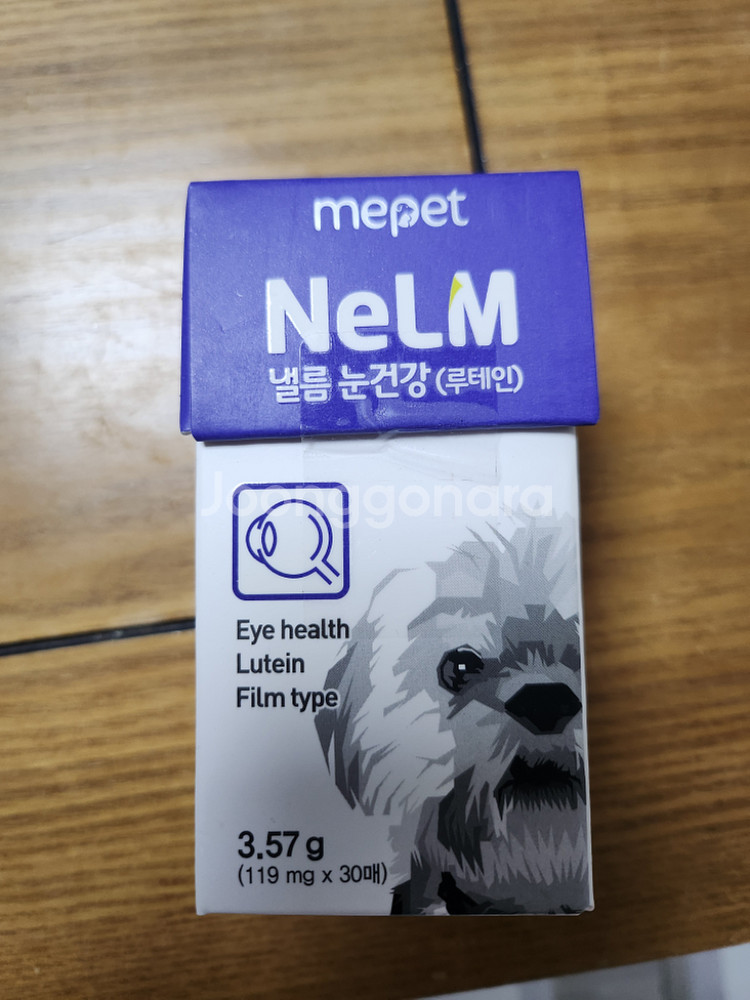 mepet
NeLM
낼름 눈건강 (루테인)
Joonggonara
Eye health
Lutein
Film type
3.57 g
(119 mg x 30매)